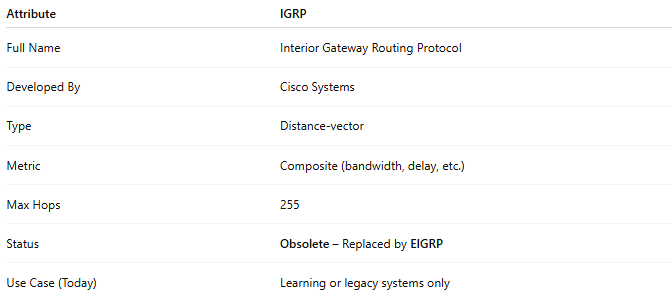 Attribute IGRP
Full Name Interior Gateway Routing Protocol
Developed By Cisco Systems
Type Distance-vector
Metric Composite (bandwidth, delay, etc.)
Max Hops 255
Status Obsolete – Replaced by EIGRP
Use Case (Today) Learning or legacy systems only